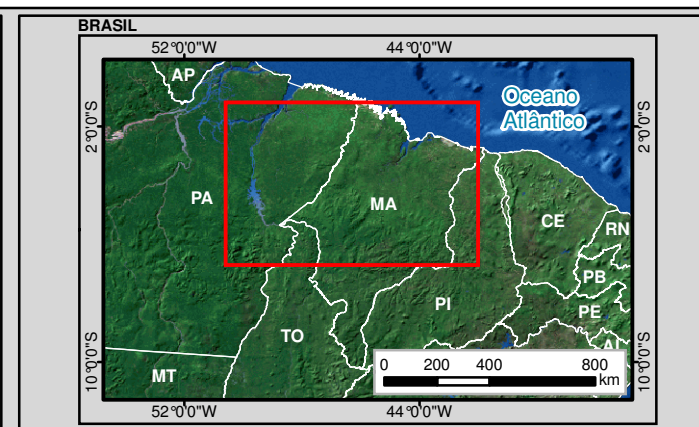 BRASIL
52°0'0"W 44°0'0"W
AP
Oceano
Atlântico
2°0'0"S 2°0'0"S
PA
MA
CE
RN
PB
PE
PI
TO
AL
MT
10°0'0"S 10°0'0"S
0 200 400 800
km
52°0'0"W 44°0'0"W